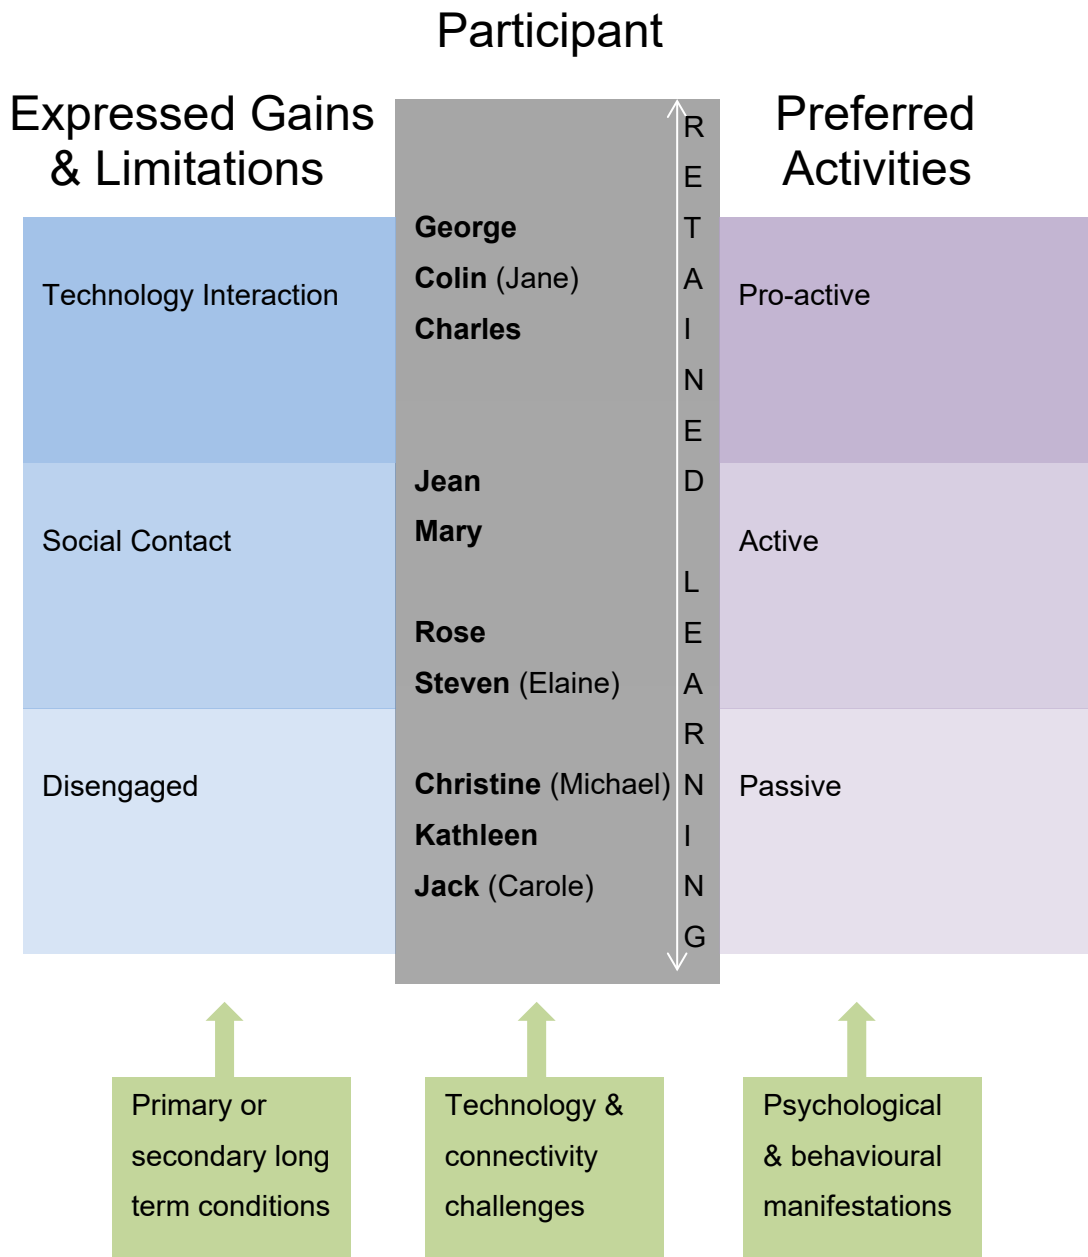 Participant
Expressed Gains
& Limitations
Preferred
Activities
Technology Interaction
Social Contact
Disengaged
George
Colin (Jane)
Charles
Jean
Mary
Rose
Steven (Elaine)
Christine (Michael)
Kathleen
Jack (Carole)
R
E
T
A
I
N
E
D
L
E
A
R
N
I
N
G
Pro-active
Active
Passive
Primary or
secondary long
term conditions
Technology &
connectivity
challenges
Psychological
& behavioural
manifestations